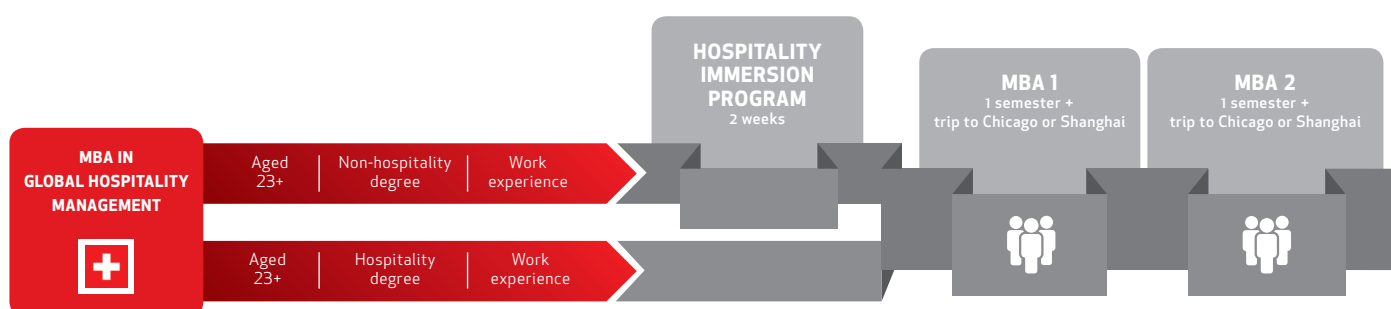 MBA IN
GLOBAL HOSPITALITY
MANAGEMENT
Aged
23+
Non-hospitality
degree
Work
experience
Aged
23+
Hospitality
degree
Work
experience
HOSPITALITY
IMMERSION
PROGRAM
2 weeks
MBA 1
1 semester +
trip to Chicago or Shanghai
MBA 2
1 semester +
trip to Chicago or Shanghai